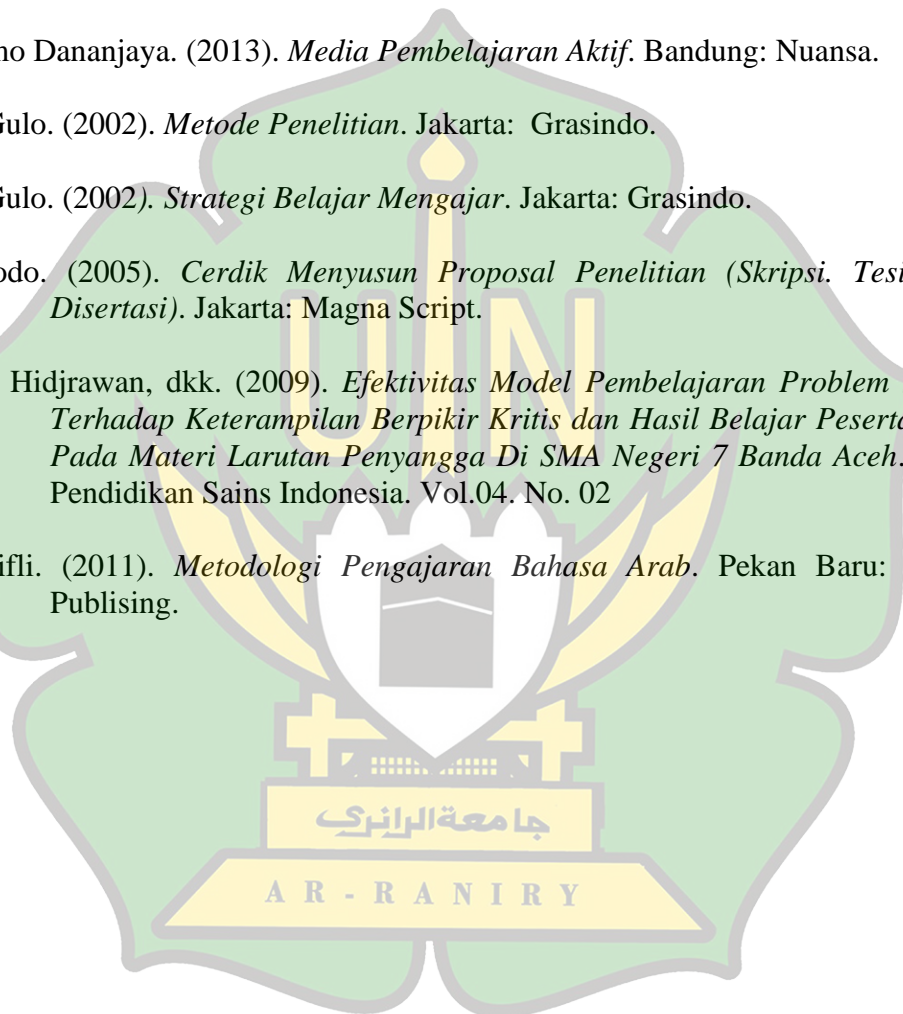 no Dananjaya. (2013). Media Pembelajaran Aktif. Bandung: Nuansa.
Gulo. (2002). Metode Penelitian. Jakarta: Grasindo.
Gulo. (2002). Strategi Belajar Mengajar. Jakarta: Grasindo.
odo. (2005). Cerdik Menyusun Proposal Penelitian (Skripsi. Tesi
Disertasi). Jakarta: Magna Script.
Hidjrawan, dkk. (2009). Efektivitas Model Pembelajaran Problem
Terhadap Keterampilan Berpikir Kritis dan Hasil Belajar Peserta
Pada Materi Larutan Penyangga Di SMA Negeri 7 Banda Aceh.
Pendidikan Sains Indonesia. Vol.04. No. 02
ifli. (2011). Metodologi Pengajaran Bahasa Arab. Pekan Baru:
Publising.
UIN
جامعة الرانري
AR-RANIRY